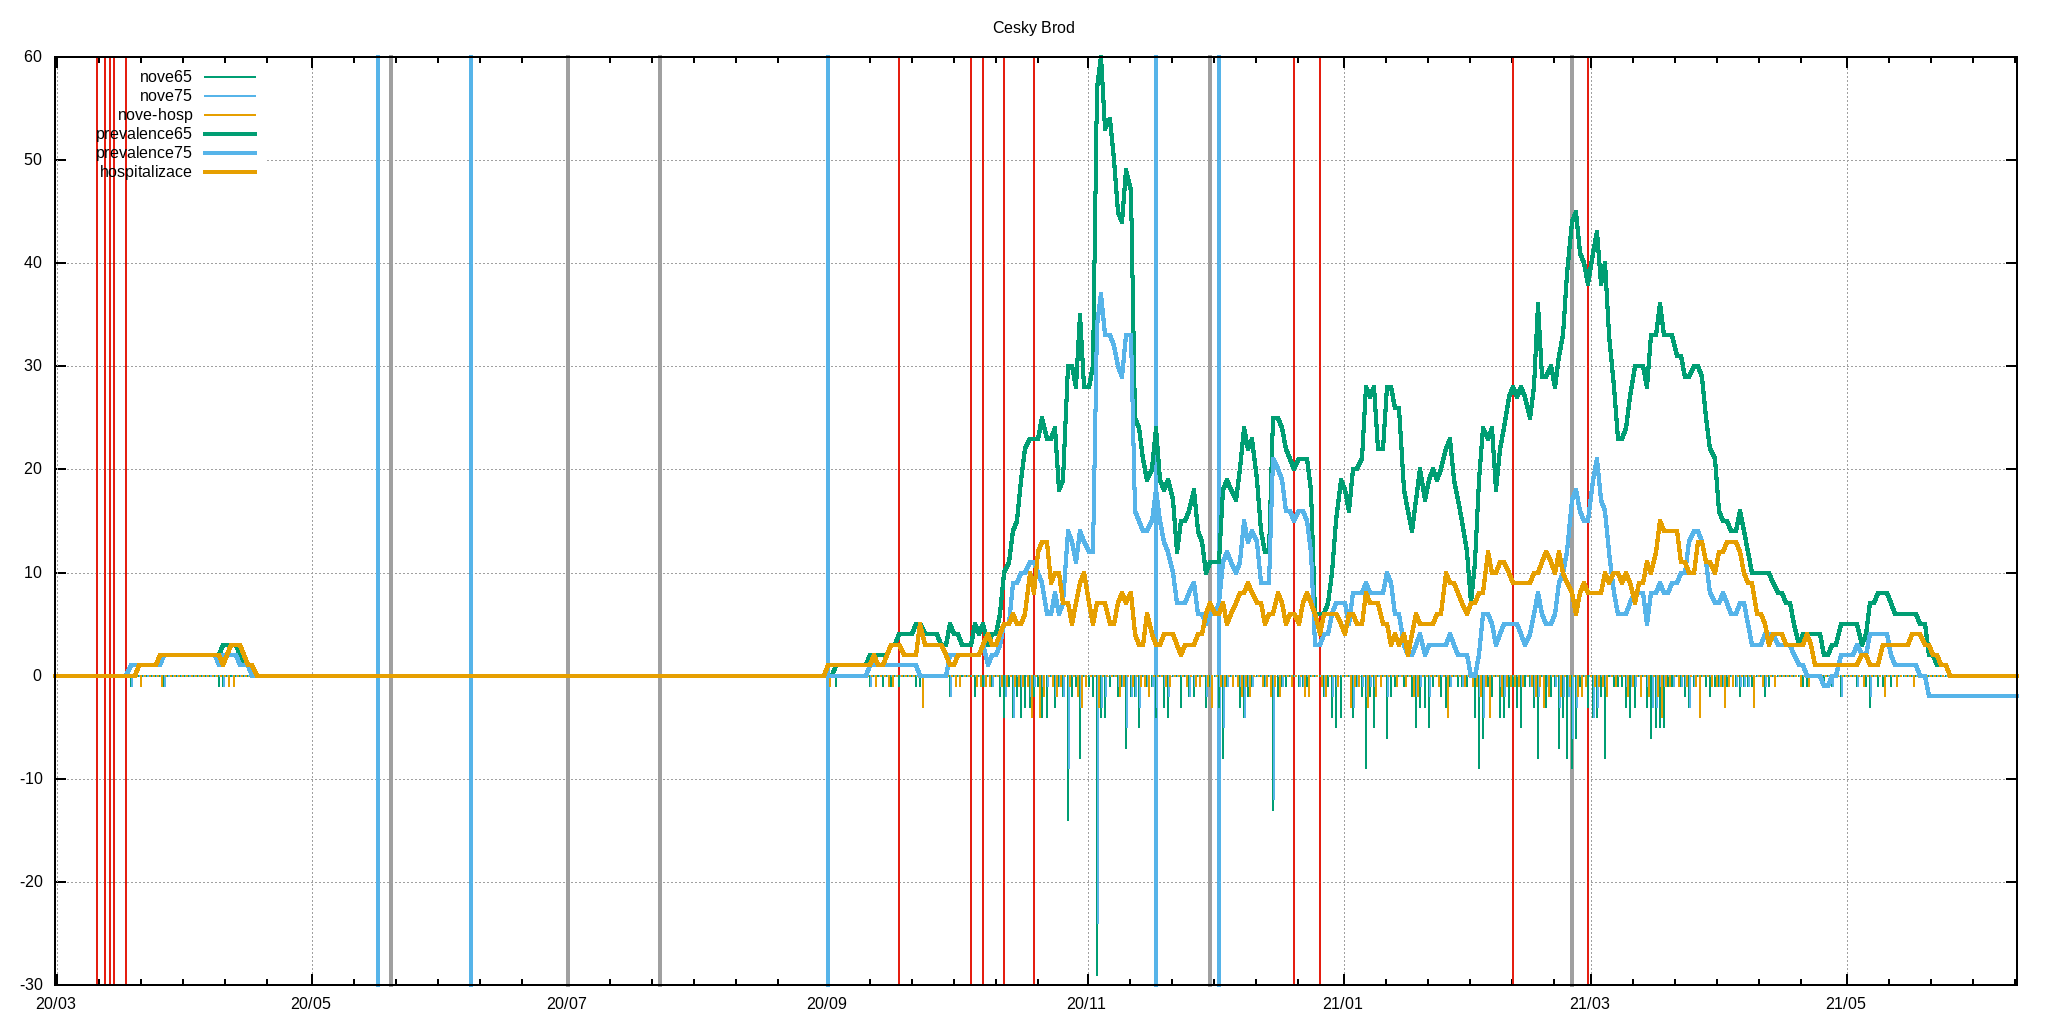 Cesky Brod
60
50
40
30
20
10
0
-10
-20
-30
nove65
nove75
nove-hosp
prevalence65
prevalence75
hospitalizace
20/03 20/05 20/07 20/09 20/11 21/01 21/03 21/05